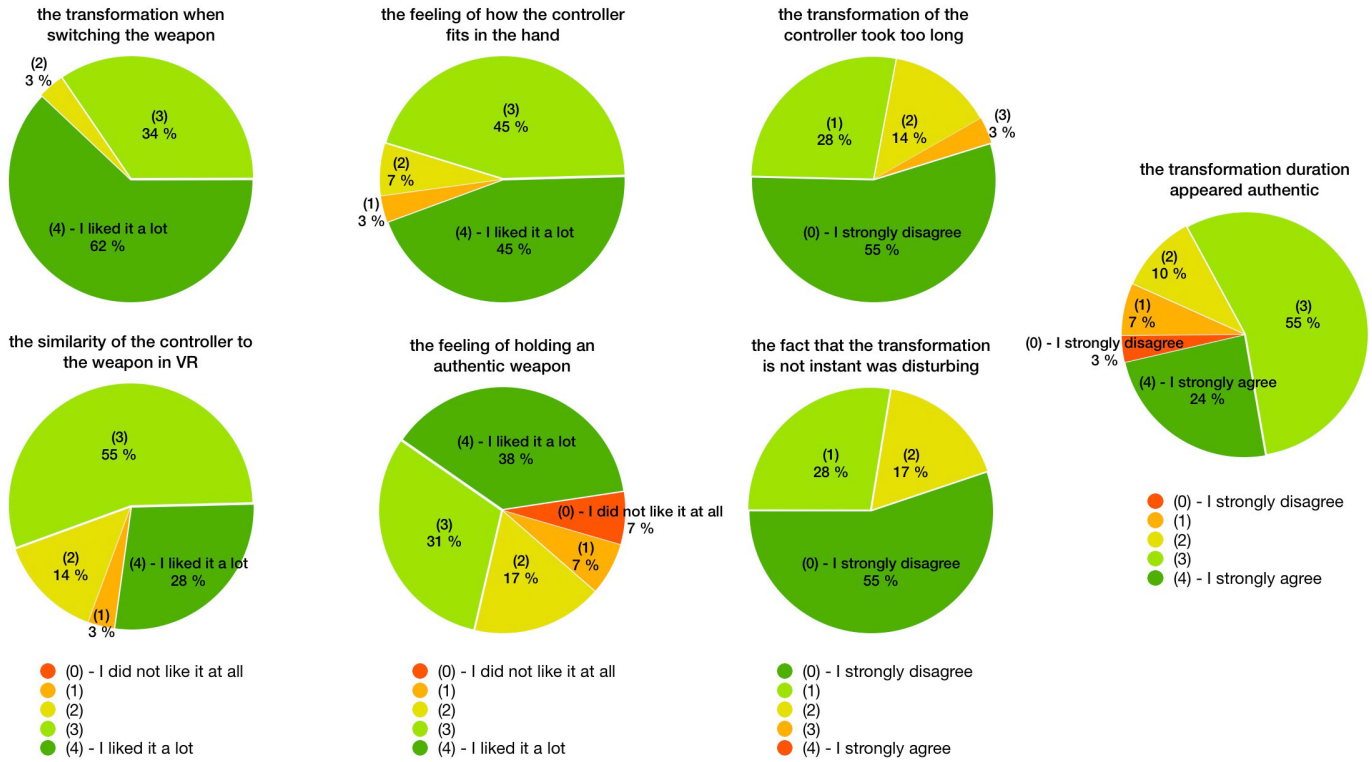 the transformation when
switching the weapon
(2)
3 %
(3)
34 %
(4) - I liked it a lot
62 %
the feeling of how the controller
fits in the hand
(3)
45 %
(2)
7 %
(1)
3 %
(4) - I liked it a lot
45 %
the transformation of the
controller took too long
(1)
28 %
(2)
14 %
(3)
3 %
(0) - I strongly disagree
55 %
the transformation duration
appeared authentic
(2)
10 %
(3)
55 %
(1)
7 %
(0) - I strongly disagree
3 %
(4) - I strongly agree
24 %
(0) - I strongly disagree
(1)
(2)
(3)
(4) - I strongly agree
the similarity of the controller to
the weapon in VR
(3)
55 %
(2)
14 %
(4) - I liked it a lot
28 %
(1)
3 %
(0) - I did not like it at all
(1)
(2)
(3)
(4) - I liked it a lot
the feeling of holding an
authentic weapon
(4) - I liked it a lot
38 %
(0) - I did not like it at all
7 %
(3)
31 %
(1)
7 %
(2)
17 %
(0) - I did not like it at all
(1)
(2)
(3)
(4) - I liked it a lot
the fact that the transformation
is not instant was disturbing
(1)
28 %
(2)
17 %
(0) - I strongly disagree
55 %
(0) - I strongly disagree
(1)
(2)
(3)
(4) - I strongly agree